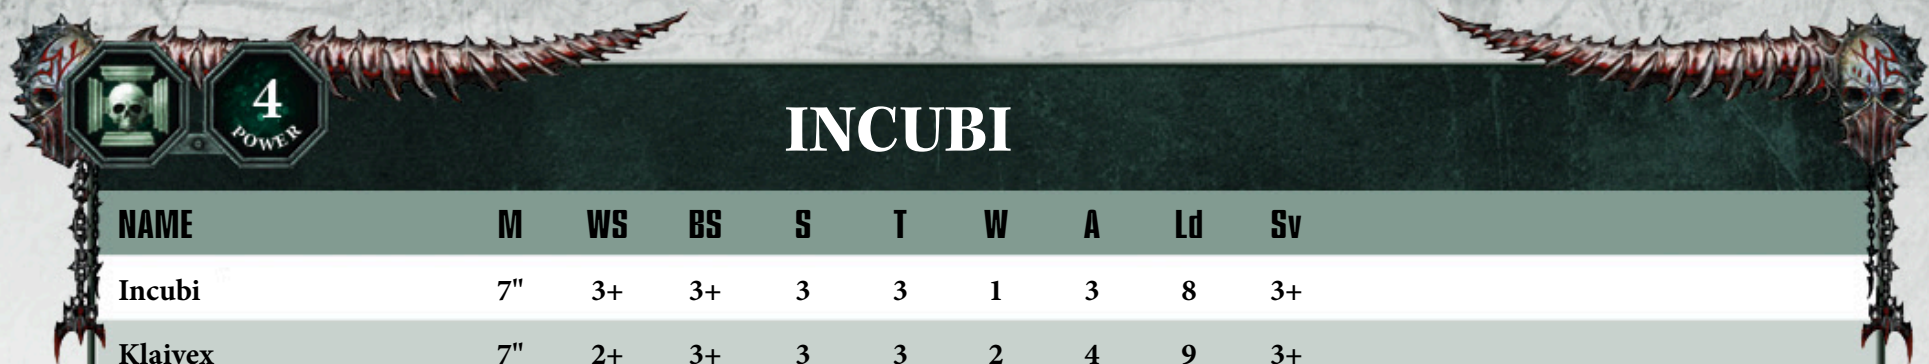 4
POWER
INCUBI
NAME M WS BS S T W A Ld Sv
Incubi 7" 3+ 3+ 3 3 1 3 8 3+
Klaivex 7" 2+ 3+ 3 3 2 4 9 3+